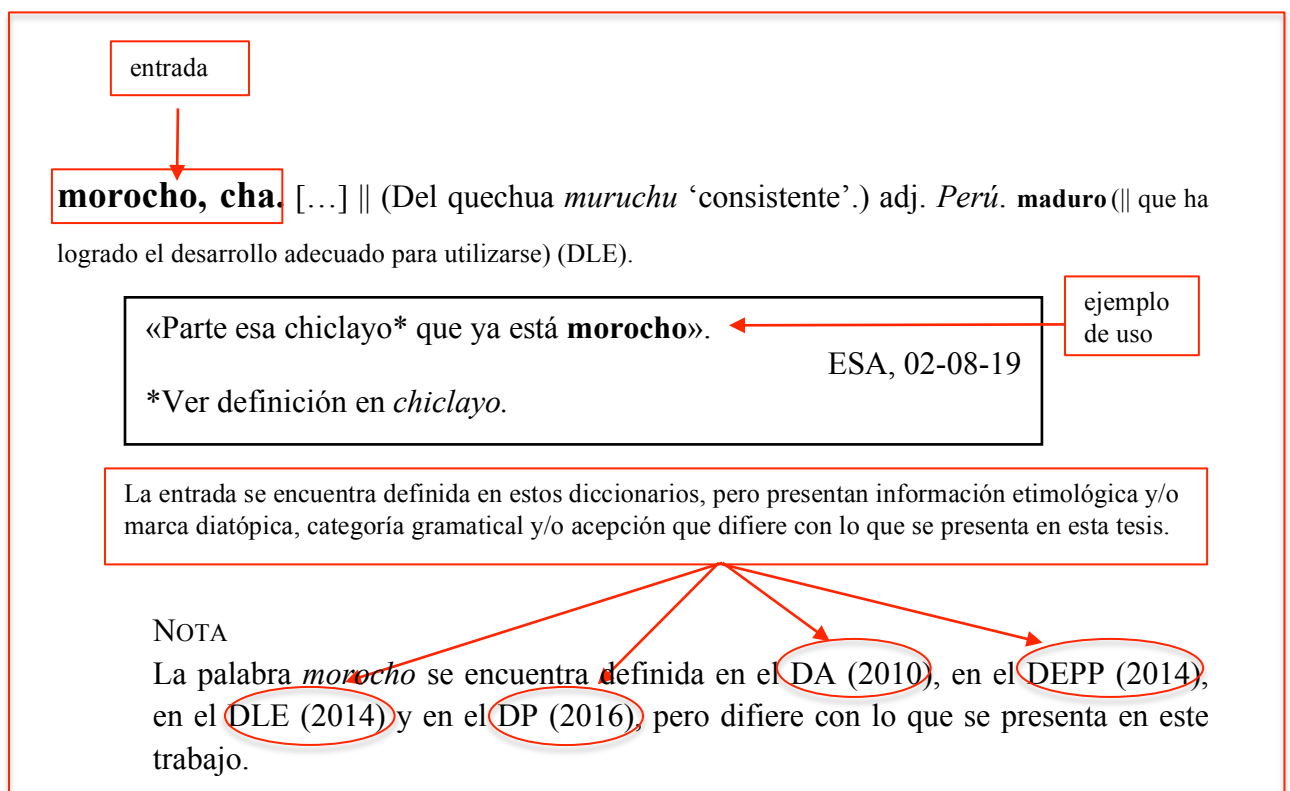 entrada
morocho, cha. […] || (Del quechua muruchu ‘consistente’.) adj. Perú. maduro (|| que ha
logrado el desarrollo adecuado para utilizarse) (DLE).
ejemplo
de uso
«Parte esa chiclayo* que ya está morocho».
ESA, 02-08-19
*Ver definición en chiclayo.
La entrada se encuentra definida en estos diccionarios, pero presentan información etimológica y/o
marca diatópica, categoría gramatical y/o acepción que difiere con lo que se presenta en esta tesis.
NOTA
La palabra morocho se encuentra definida en el DA (2010), en el DEPP (2014),
en el DLE (2014) y en el DP (2016), pero difiere con lo que se presenta en este
trabajo.